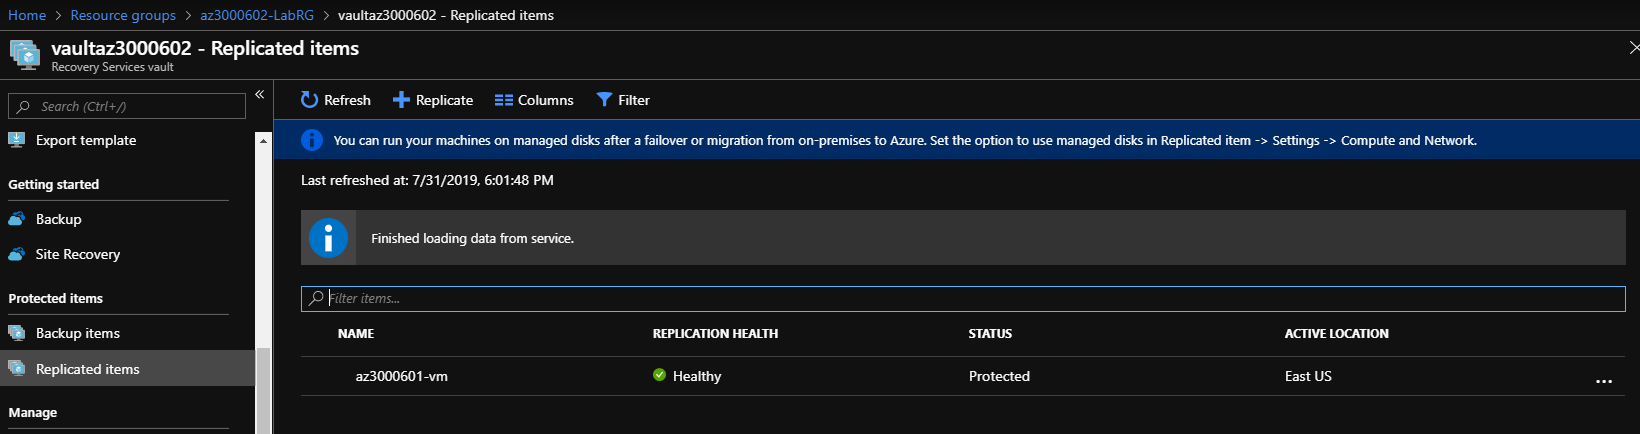 Home > Resource groups > az3000602-LabRG > vaultaz3000602 - Replicated items
vaultaz3000602 - Replicated items
Recovery Services vault
Search (Ctrl+/)
«
Export template
Getting started
Backup
Site Recovery
Protected items
Backup items
Replicated items
Manage
Refresh
Replicate
Columns
Filter
You can run your machines on managed disks after a failover or migration from on-premises to Azure. Set the option to use managed disks in Replicated item -> Settings -> Compute and Network.
Last refreshed at: 7/31/2019, 6:01:48 PM
Finished loading data from service.
Filter items...
NAME REPLICATION HEALTH STATUS ACTIVE LOCATION
az3000601-vm Healthy Protected East US ...